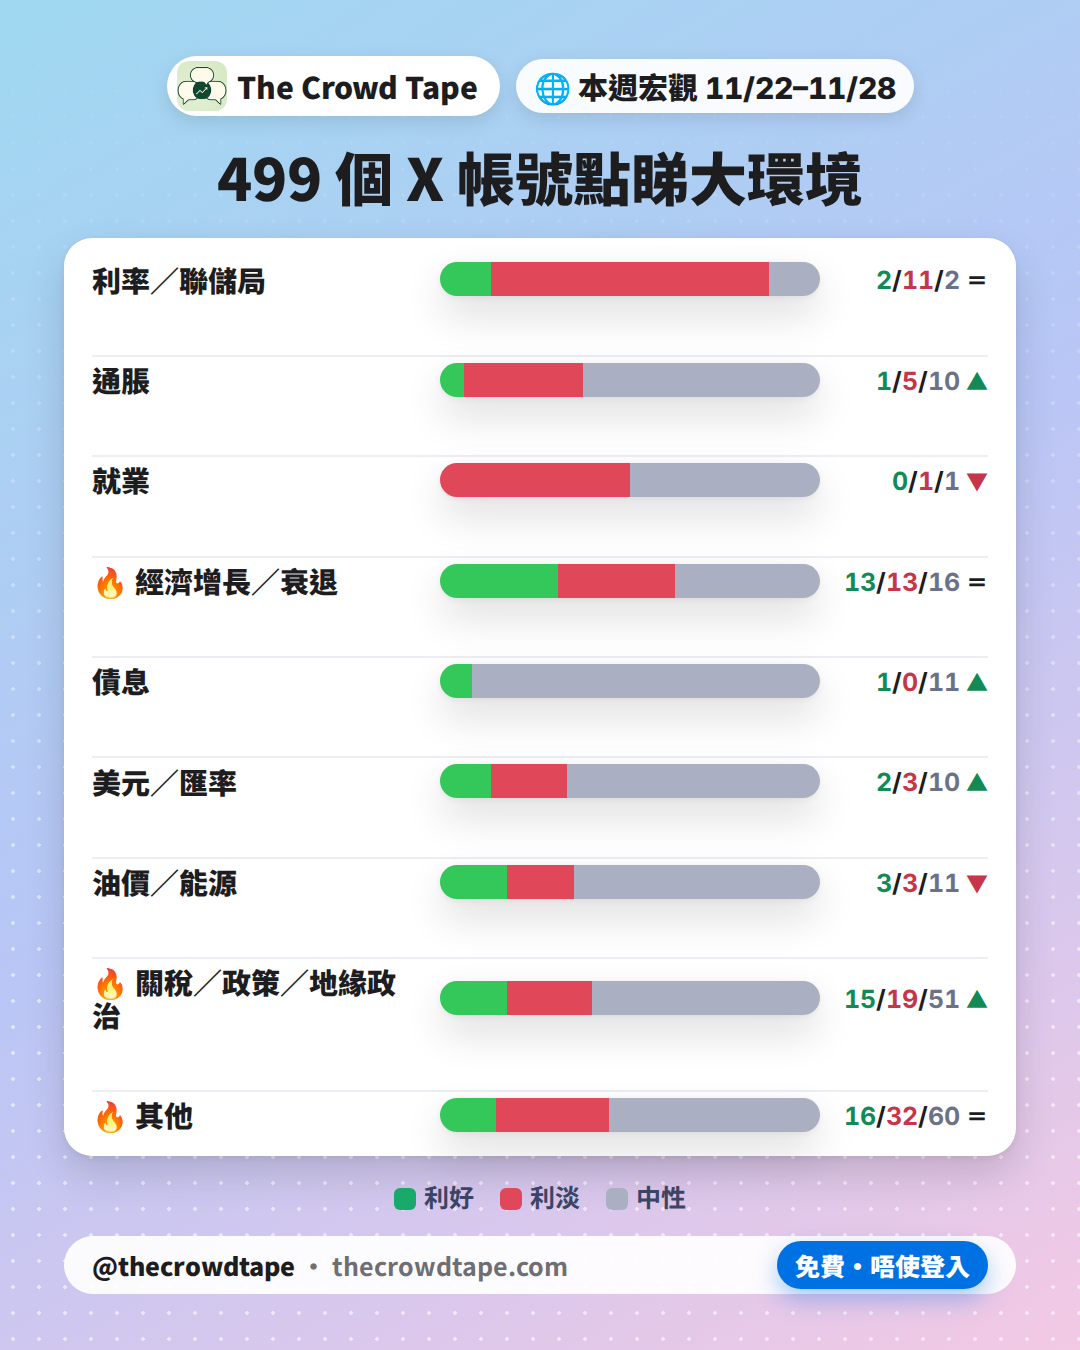 The Crowd Tape
🌐 本週宏觀 11/22–11/28
499 個 X 帳號點睇大環境
利率／聯儲局 2/11/2 =
通脹 1/5/10 ▲
就業 0/1/1 ▼
🔥 經濟增長／衰退 13/13/16 =
債息 1/0/11 ▲
美元／匯率 2/3/10 ▲
油價／能源 3/3/11 ▼
🔥 關稅／政策／地緣政
治 15/19/51 ▲
🔥 其他 16/32/60 =
利好 利淡 中性
@thecrowdtape · thecrowdtape.com 免費・唔使登入